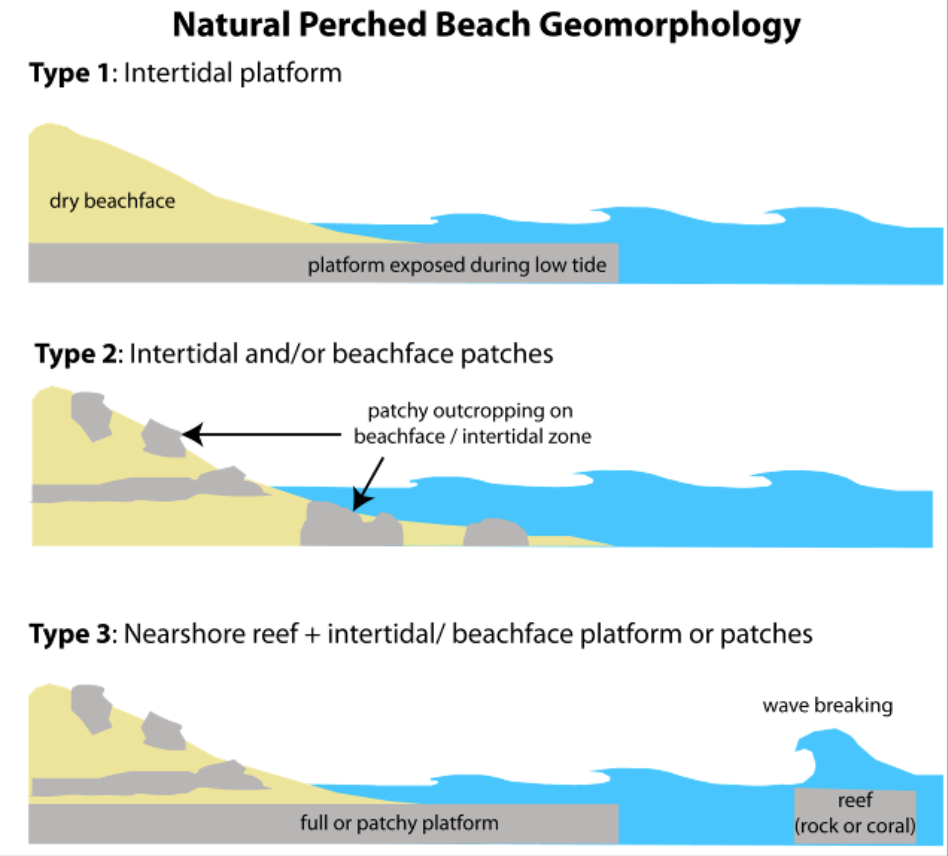 Natural Perched Beach Geomorphology
Type 1: Intertidal platform
dry beachface
platform exposed during low tide
Type 2: Intertidal and/or beachface patches
patchy outcropping on
beachface / intertidal zone
Type 3: Nearshore reef + intertidal/ beachface platform or patches
wave breaking
reef
(rock or coral)
full or patchy platform